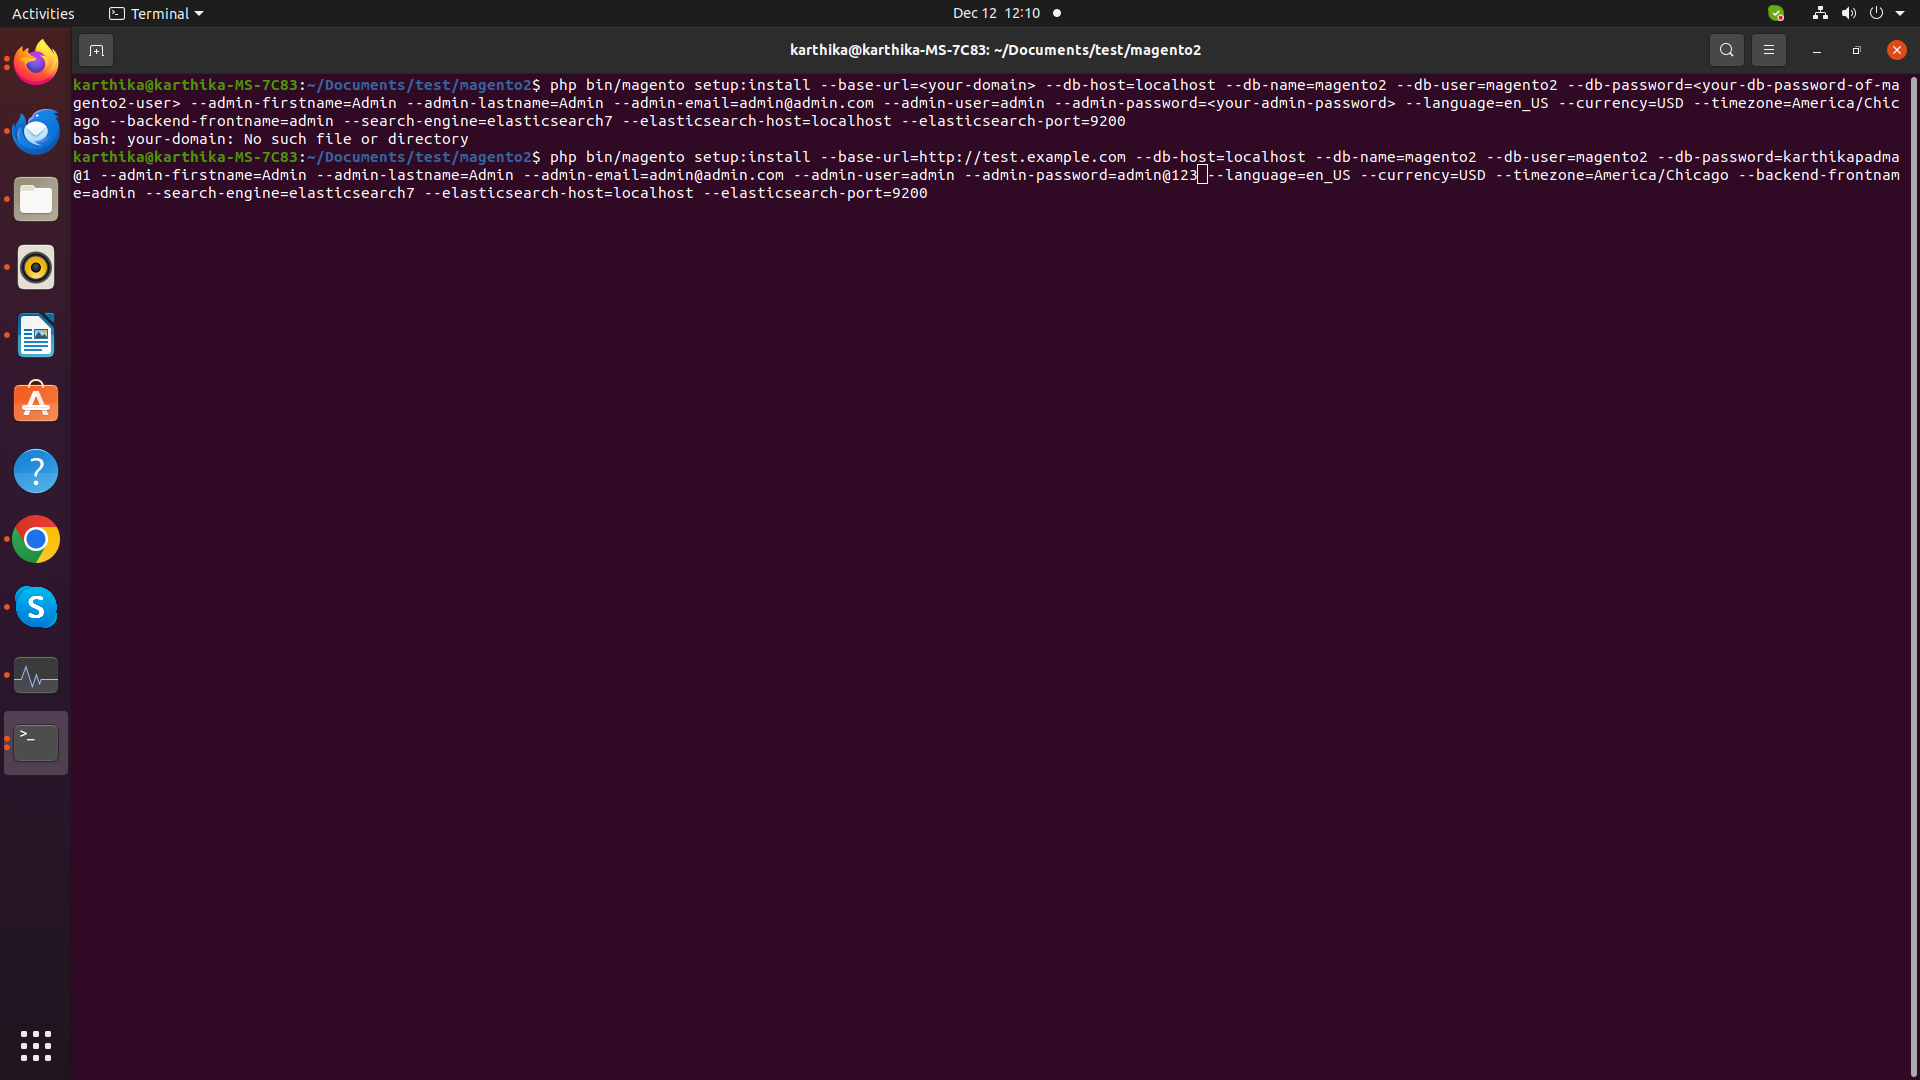 Activities Terminal Dec 12 12:10
karthika@karthika-MS-7C83: ~/Documents/test/magento2
karthika@karthika-MS-7C83:~/Documents/test/magento2$ php bin/magento setup:install --base-url=<your-domain> --db-host=localhost --db-name=magento2 --db-user=magento2 --db-password=<your-db-password-of-ma
gento2-user> --admin-firstname=Admin --admin-lastname=Admin --admin-email=admin@admin.com --admin-user=admin --admin-password=<your-admin-password> --language=en_US --currency=USD --timezone=America/Chic
ago --backend-frontname=admin --search-engine=elasticsearch7 --elasticsearch-host=localhost --elasticsearch-port=9200
bash: your-domain: No such file or directory
karthika@karthika-MS-7C83:~/Documents/test/magento2$ php bin/magento setup:install --base-url=http://test.example.com --db-host=localhost --db-name=magento2 --db-user=magento2 --db-password=karthikapadma
@1 --admin-firstname=Admin --admin-lastname=Admin --admin-email=admin@admin.com --admin-user=admin --admin-password=admin@123 --language=en_US --currency=USD --timezone=America/Chicago --backend-frontnam
e=admin --search-engine=elasticsearch7 --elasticsearch-host=localhost --elasticsearch-port=9200